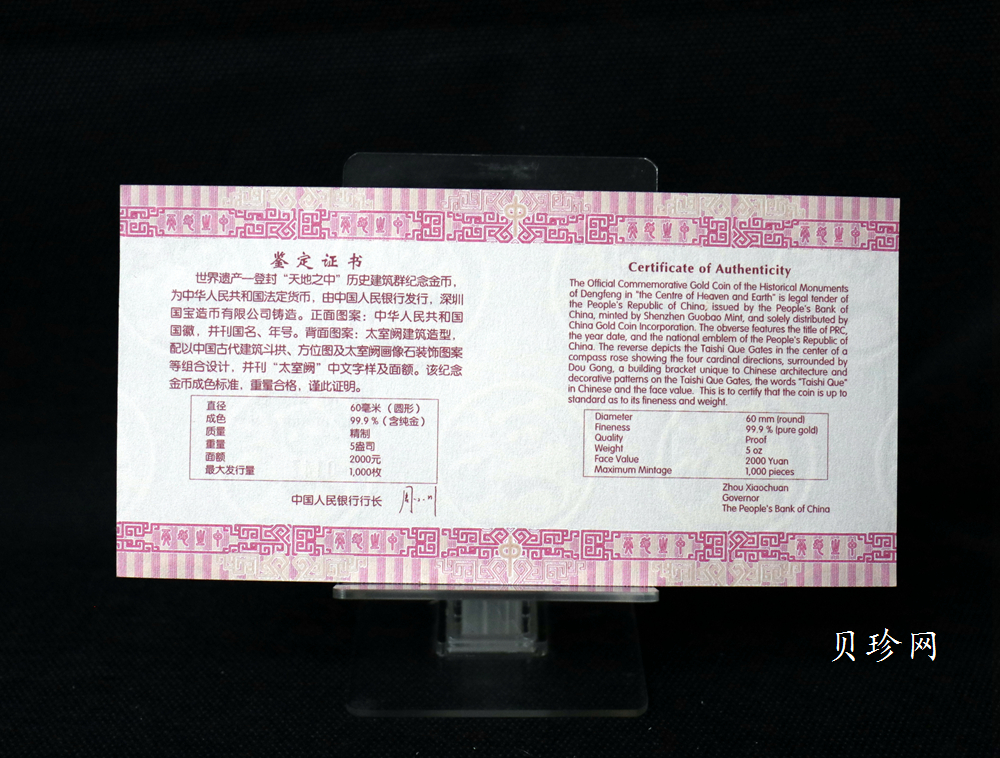 鉴定证书
世界遗产—登封“天地之中”历史建筑群纪念金币，
为中华人民共和国法定货币，由中国人民银行发行，深圳
国宝造币有限公司铸造。正面图案：中华人民共和国
国徽，并刊国名、年号。背面图案：太室阙建筑造型，
配以中国古代建筑斗拱、方位图及太室阙画像石装饰图案
等组合设计，并刊“太室阙”中文字样及面额。该纪念
金币成色标准，重量合格，谨此证明。
直径 60毫米（圆形）
成色 99.9％（含纯金）
质量 精制
重量 5盎司
面额 2000元
最大发行量 1,000枚
中国人民银行行长
Certificate of Authenticity
The Official Commemorative Gold Coin of the Historical Monuments
of Dengfeng in "the Centre of Heaven and Earth" is legal tender of
the People's Republic of China, issued by the People's Bank of
China, minted by Shenzhen Guobao Mint, and solely distributed by
China Gold Coin Incorporation. The obverse features the title of PRC,
the year date, and the national emblem of the People's Republic of
China. The reverse depicts the Taishi Que Gates in the center of a
compass rose showing the four cardinal directions, surrounded by
Dou Gong, a building bracket unique to Chinese architecture and
decorative patterns on the Taishi Que Gates, the words "Taishi Que"
in Chinese and the face value. This is to certify that the coin is up to
standard as to its fineness and weight.
Diameter 60 mm (round)
Fineness 99.9 % (pure gold)
Quality Proof
Weight 5 oz
Face Value 2000 Yuan
Maximum Mintage 1,000 pieces
Zhou Xiaochuan
Governor
The People's Bank of China
贝珍网